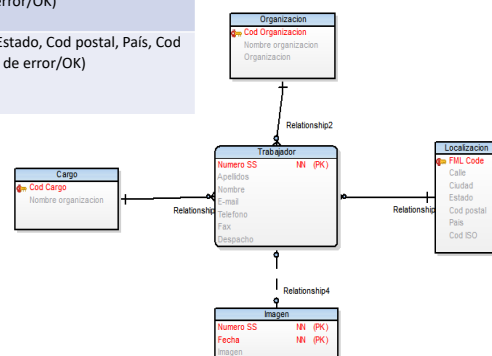 error/OK)
Estado, Cod postal, País, Cod
de error/OK)
Organizacion
Cod Organizacion
Nombre organizacion
Organizacion
Relationship2
Trabajador
Numero SS NN (PK)
Apellidos
Nombre
E-mail
Telefono
Fax
Despacho
Cargo
Cod Cargo
Nombre organizacion
Relationship
Localizacion
FML Code
Calle
Ciudad
Estado
Cod postal
Pais
Cod ISO
Relationship
Relationship4
Imagen
Numero SS NN (PK)
Fecha NN (PK)
Imagen